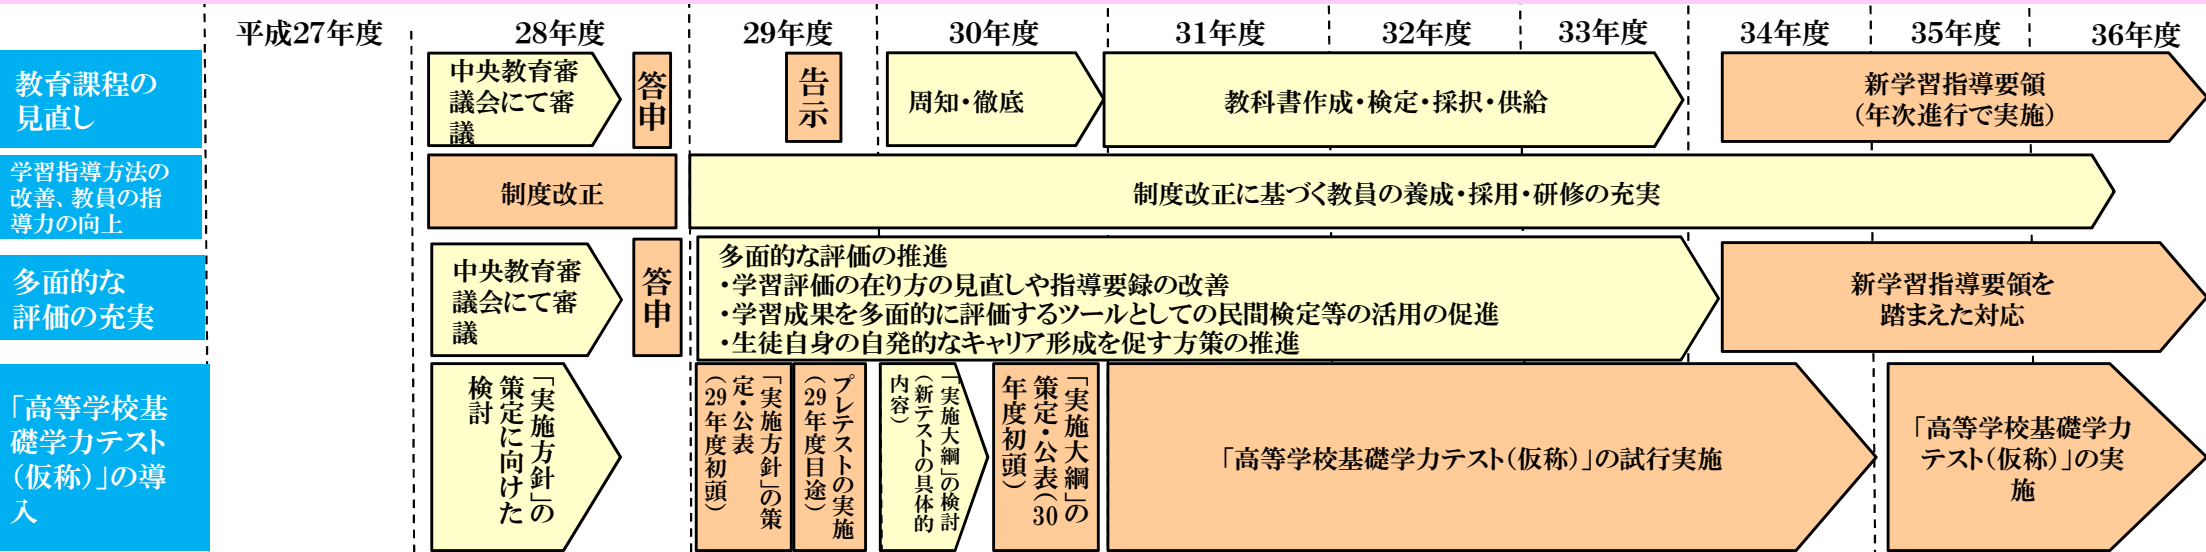 平成27年度 28年度 29年度 30年度 31年度 32年度 33年度 34年度 35年度 36年度
教育課程の
見直し
中央教育審
議会にて審
議
答申
告示
周知・徹底
教科書作成・検定・採択・供給
新学習指導要領
（年次進行で実施）
学習指導方法の
改善、教員の指
導力の向上
制度改正
制度改正に基づく教員の養成・採用・研修の充実
多面的な
評価の充実
中央教育審
議会にて審
議
答申
多面的な評価の推進
・学習評価の在り方の見直しや指導要録の改善
・学習成果を多面的に評価するツールとしての民間検定等の活用の促進
・生徒自身の自発的なキャリア形成を促す方策の推進
新学習指導要領を
踏まえた対応
「高等学校基
礎学力テスト
（仮称）」の導
入
「実施方針」の
策定に向けた
検討
「実施方針」の策
定・公表
（29年度初頭）
プレテストの実施
（29年度目途）
「実施大綱」の検討
（新テストの具体的
内容）
「実施大綱」の
策定・公表（30
年度初頭）
「高等学校基礎学力テスト（仮称）」の試行実施
「高等学校基礎学力
テスト（仮称）」の実
施